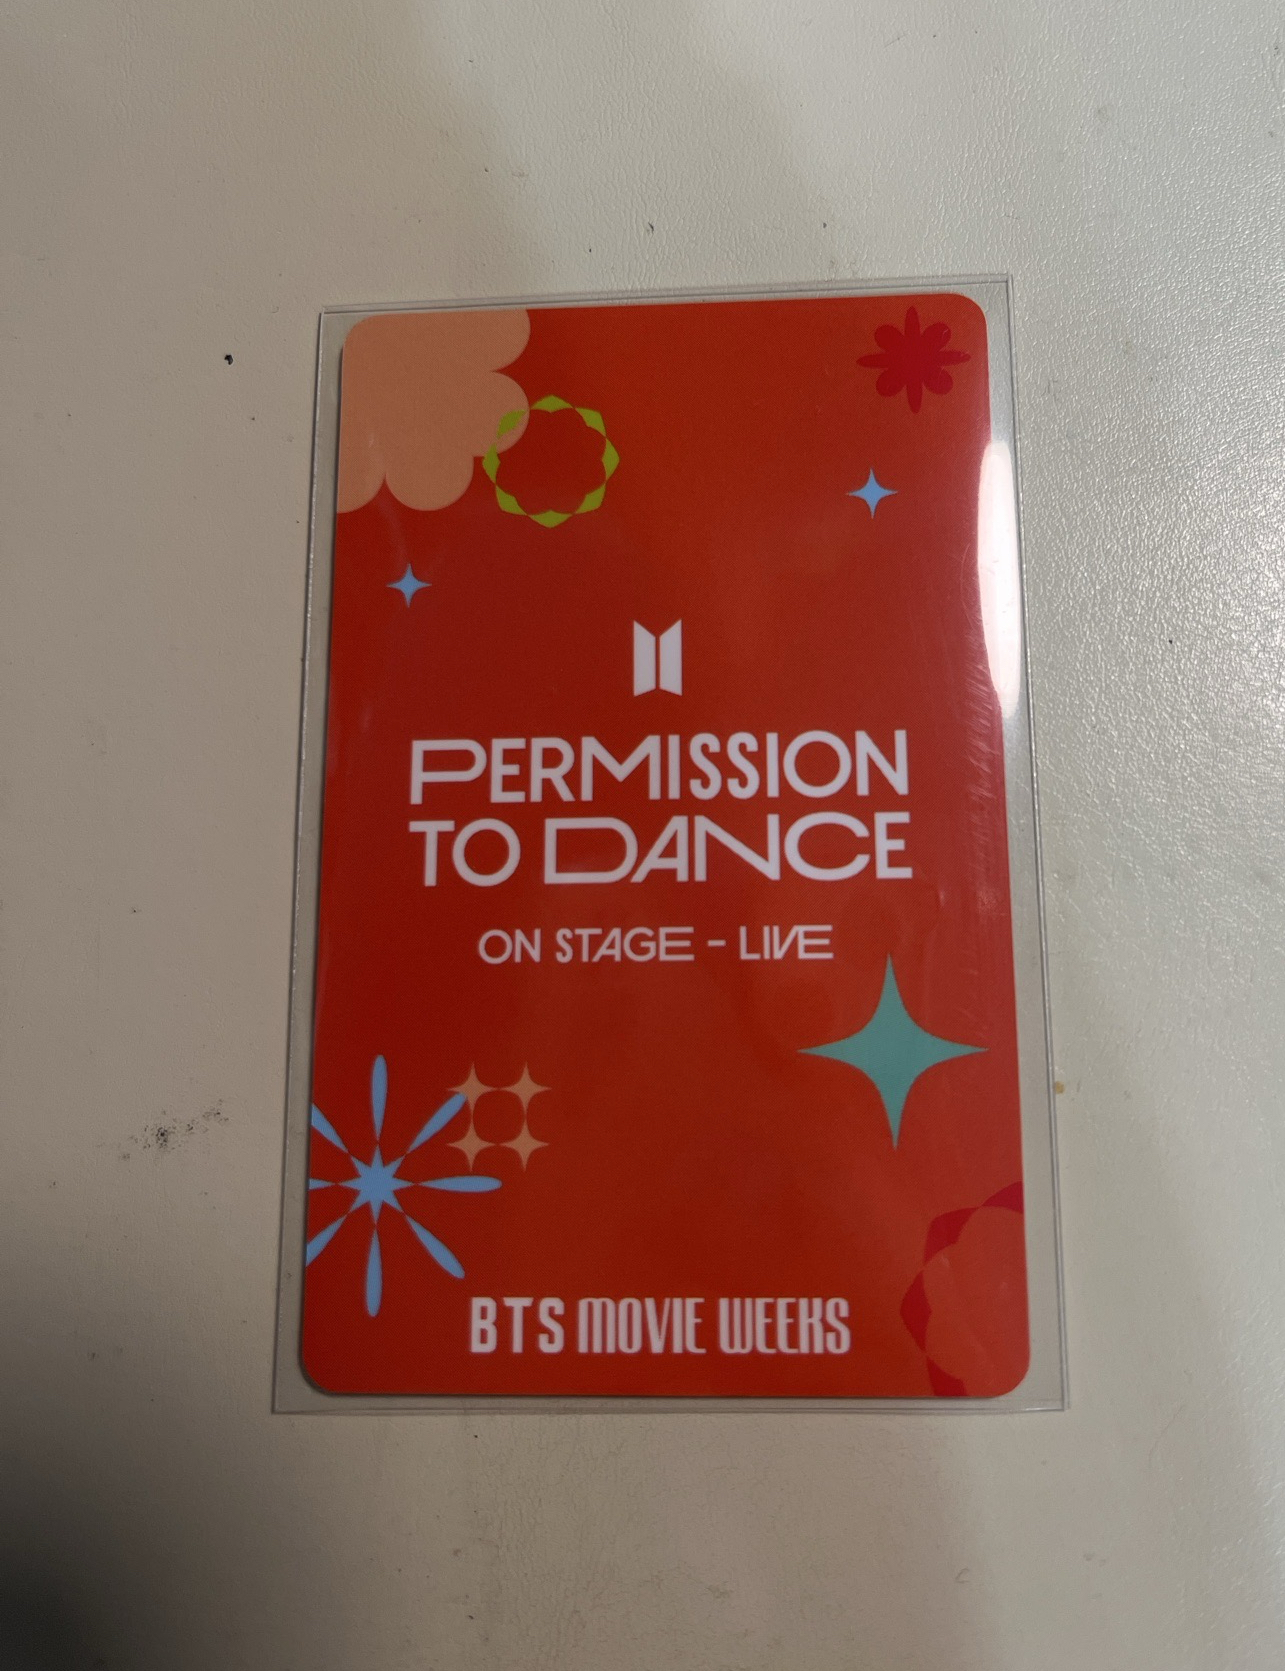 PERMISSION
TO DANCE
ON STAGE - LIVE
BTS MOVIE WEEKS